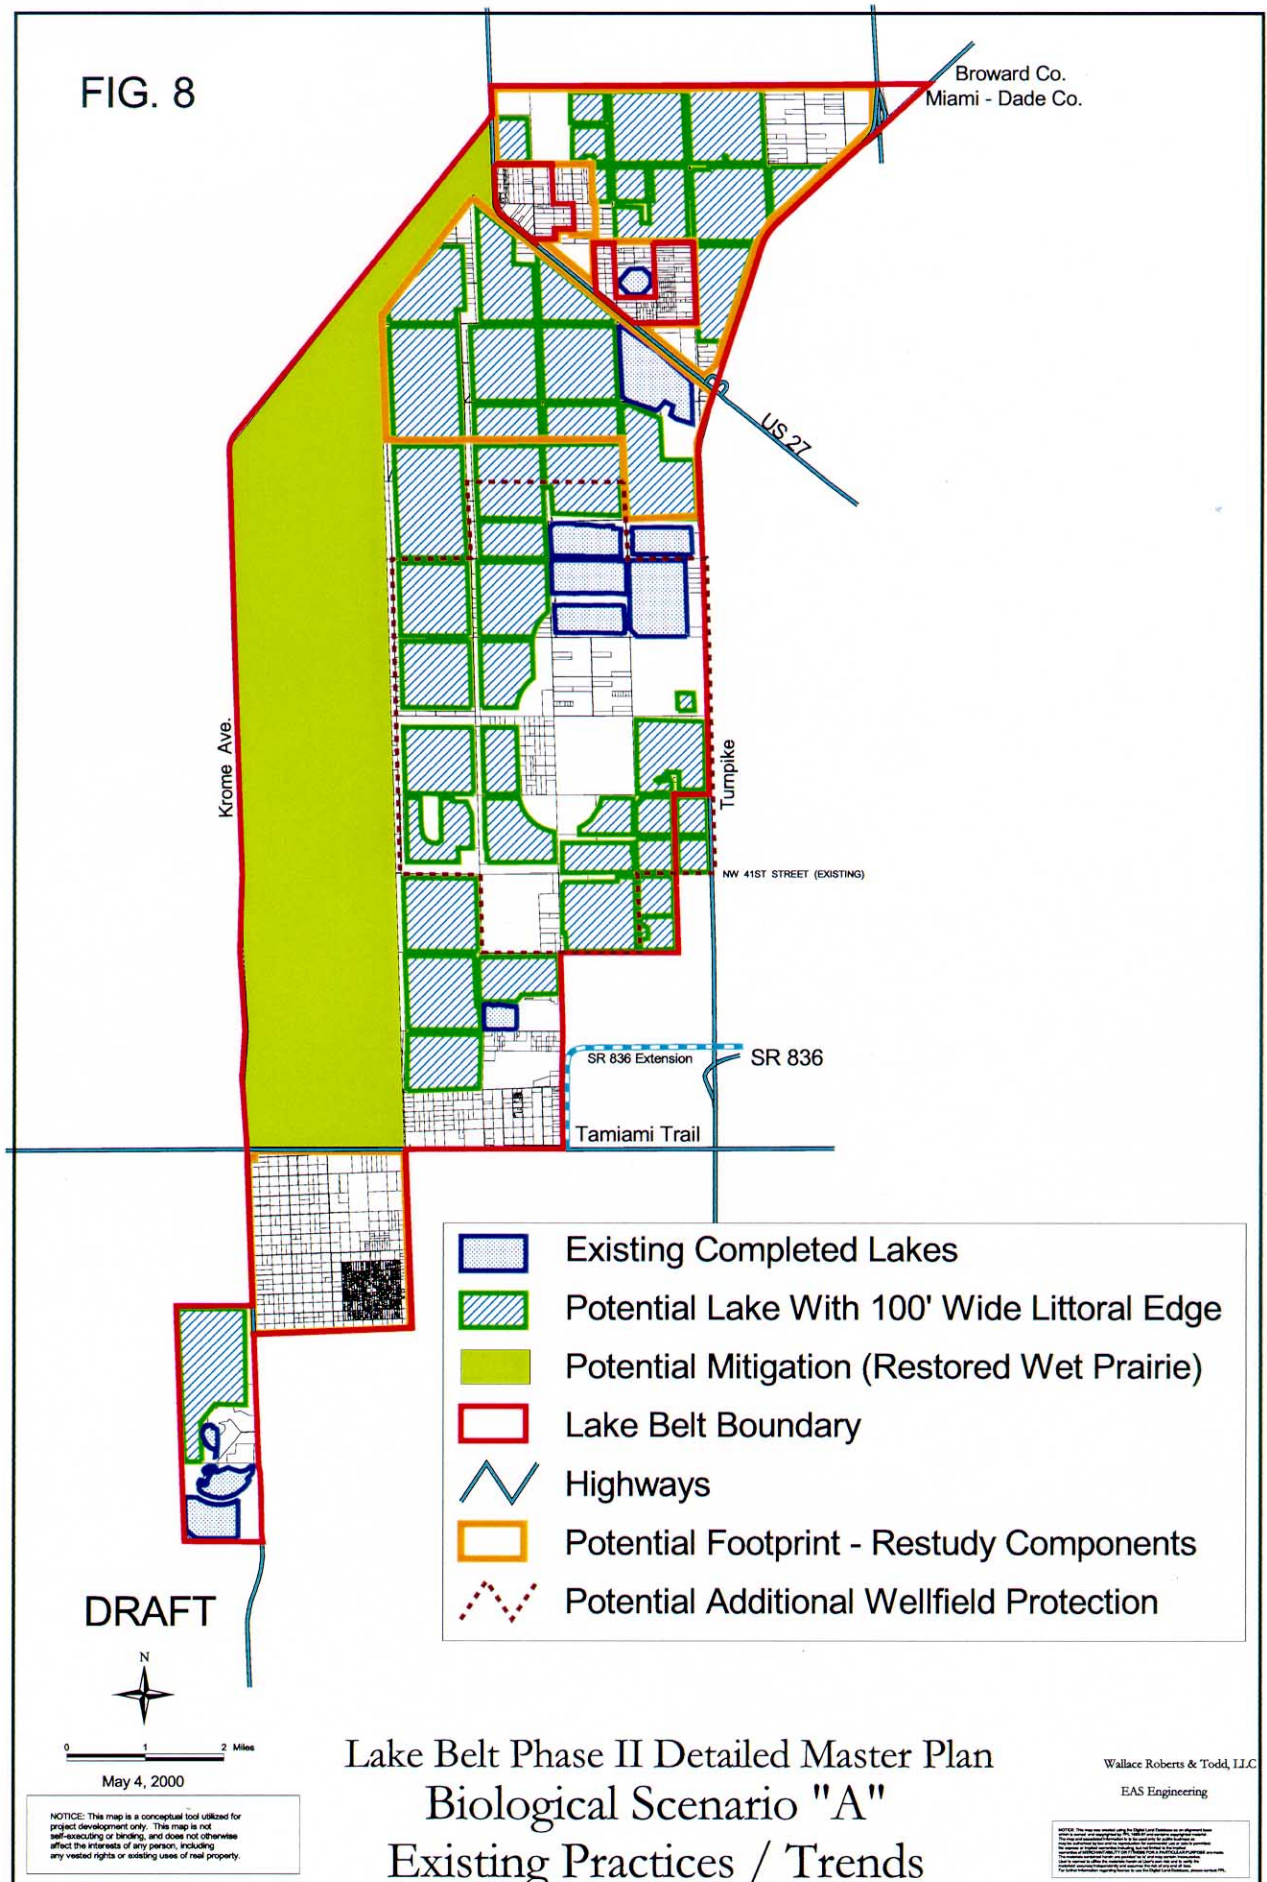 FIG. 8
Broward Co.
Miami - Dade Co.
US 27
Krome Ave.
Turnpike
NW 41ST STREET (EXISTING)
SR 836 Extension
SR 836
Tamiami Trail
Existing Completed Lakes
Potential Lake With 100' Wide Littoral Edge
Potential Mitigation (Restored Wet Prairie)
Lake Belt Boundary
Highways
Potential Footprint - Restudy Components
Potential Additional Wellfield Protection
DRAFT
N
0 1 2 Miles
May 4, 2000
NOTICE: This map is a conceptual tool utilized for
project development only. This map is not
self-executing or binding, and does not otherwise
affect the interests of any person, including
any vested rights or existing uses of real property.
Lake Belt Phase II Detailed Master Plan
Biological Scenario "A"
Existing Practices / Trends
Wallace Roberts & Todd, LLC
EAS Engineering